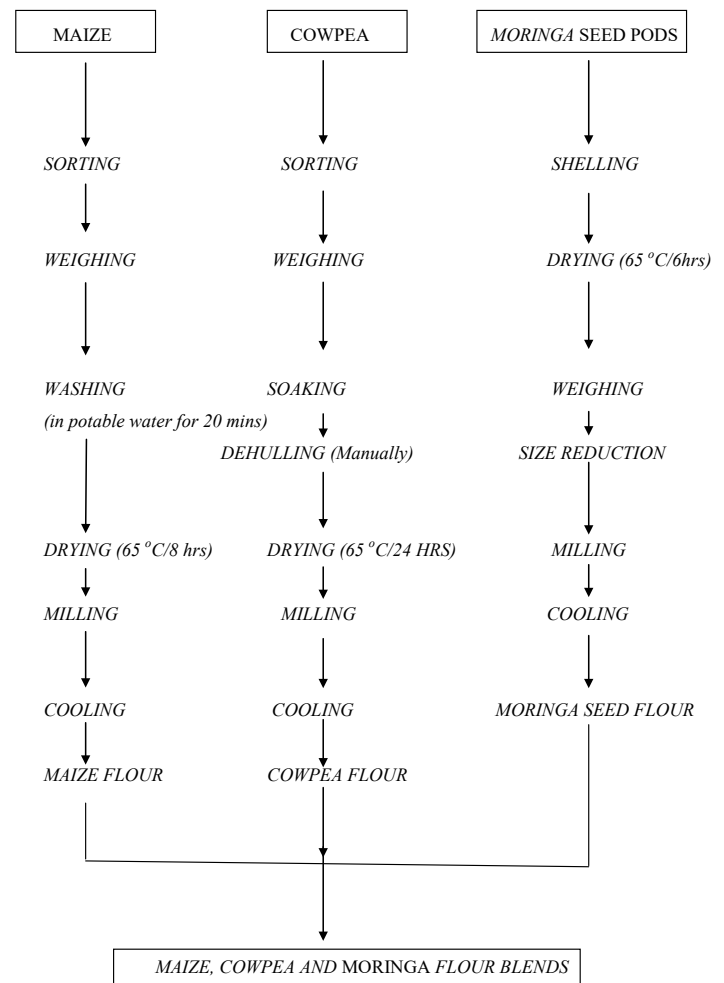 MAIZE
COWPEA
MORINGA SEED PODS
SORTING
SORTING
SHELLING
WEIGHING
WEIGHING
DRYING (65 °C/6hrs)
WASHING
(in potable water for 20 mins)
SOAKING
WEIGHING
DEHULLING (Manually)
SIZE REDUCTION
DRYING (65 °C/8 hrs)
DRYING (65 °C/24 HRS)
MILLING
MILLING
MILLING
COOLING
COOLING
COOLING
MORINGA SEED FLOUR
MAIZE FLOUR
COWPEA FLOUR
MAIZE, COWPEA AND MORINGA FLOUR BLENDS